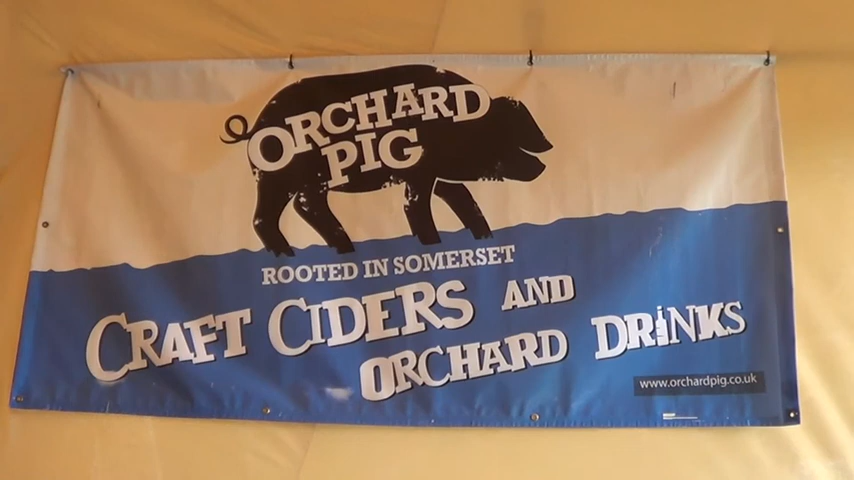 ORCHARD
PIG
ROOTED IN SOMERSET
CRAFT CIDERS AND
ORCHARD DRINKS
www.orchardpig.co.uk